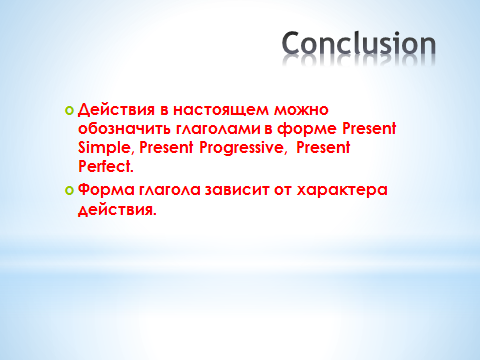 Conclusion
Действия в настоящем можно
обозначить глаголами в форме Present
Simple, Present Progressive, Present
Perfect.
Форма глагола зависит от характера
действия.